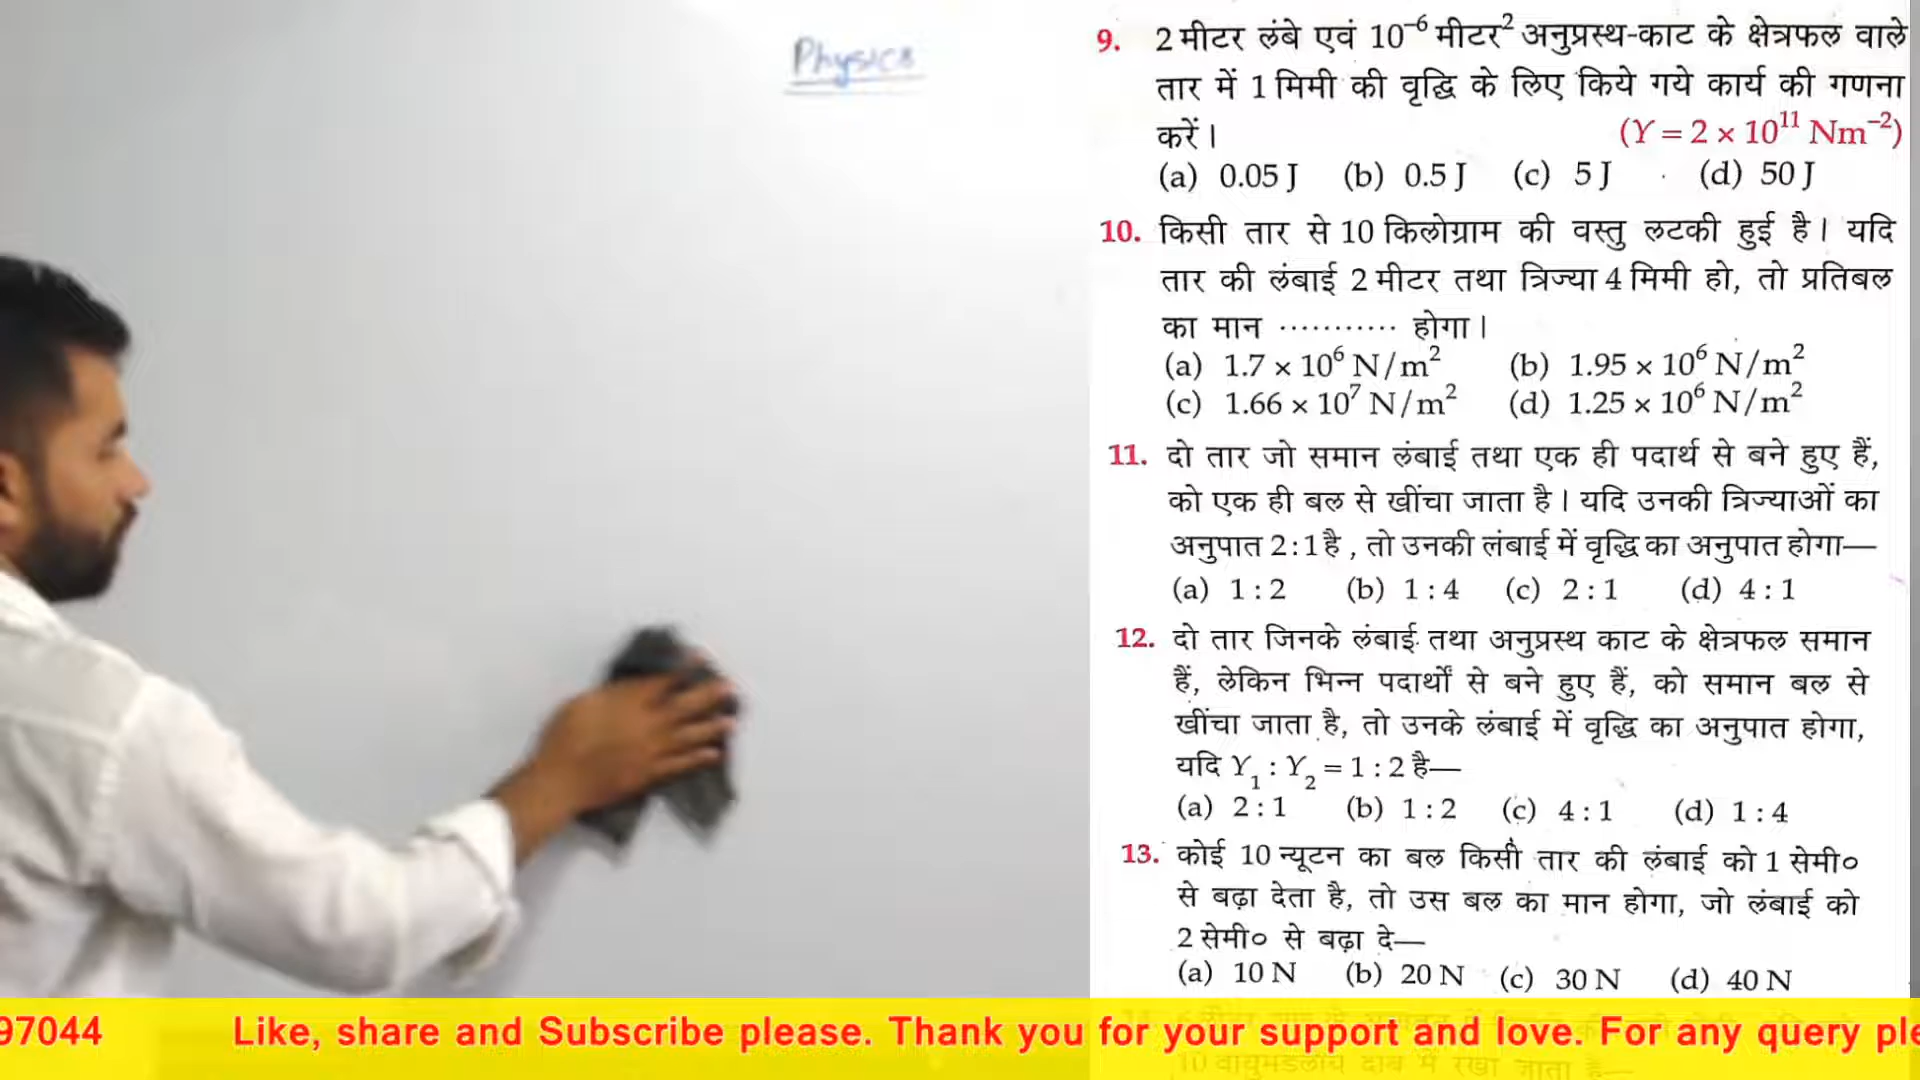 Physics
9. 2 मीटर लंबे एवं 10⁻⁶ मीटर² अनुप्रस्थ-काट के क्षेत्रफल वाले
तार में 1 मिमी की वृद्धि के लिए किये गये कार्य की गणना
करें। (Y = 2 × 10¹¹ Nm⁻²)
(a) 0.05 J (b) 0.5 J (c) 5 J (d) 50 J
10. किसी तार से 10 किलोग्राम की वस्तु लटकी हुई है। यदि
तार की लंबाई 2 मीटर तथा त्रिज्या 4 मिमी हो, तो प्रतिबल
का मान ........... होगा।
(a) 1.7 × 10⁶ N/m² (b) 1.95 × 10⁶ N/m²
(c) 1.66 × 10⁷ N/m² (d) 1.25 × 10⁶ N/m²
11. दो तार जो समान लंबाई तथा एक ही पदार्थ से बने हुए हैं,
को एक ही बल से खींचा जाता है। यदि उनकी त्रिज्याओं का
अनुपात 2:1 है, तो उनकी लंबाई में वृद्धि का अनुपात होगा—
(a) 1 : 2 (b) 1 : 4 (c) 2 : 1 (d) 4 : 1
12. दो तार जिनके लंबाई तथा अनुप्रस्थ काट के क्षेत्रफल समान
हैं, लेकिन भिन्न पदार्थों से बने हुए हैं, को समान बल से
खींचा जाता है, तो उनके लंबाई में वृद्धि का अनुपात होगा,
यदि Y₁ : Y₂ = 1 : 2 है—
(a) 2 : 1 (b) 1 : 2 (c) 4 : 1 (d) 1 : 4
13. कोई 10 न्यूटन का बल किसी तार की लंबाई को 1 सेमी०
से बढ़ा देता है, तो उस बल का मान होगा, जो लंबाई को
2 सेमी० से बढ़ा दे—
(a) 10 N (b) 20 N (c) 30 N (d) 40 N
97044 Like, share and Subscribe please. Thank you for your support and love. For any query ple
10 वायुमंडलीय दाब में रखा जाता है—